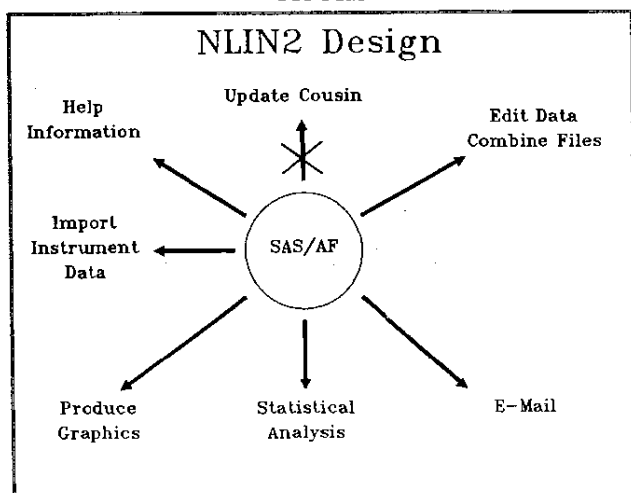 NLIN2 Design
Update Cousin
Help
Information
Edit Data
Combine Files
Import
Instrument
Data
SAS/AF
Produce
Graphics
Statistical
Analysis
E-Mail